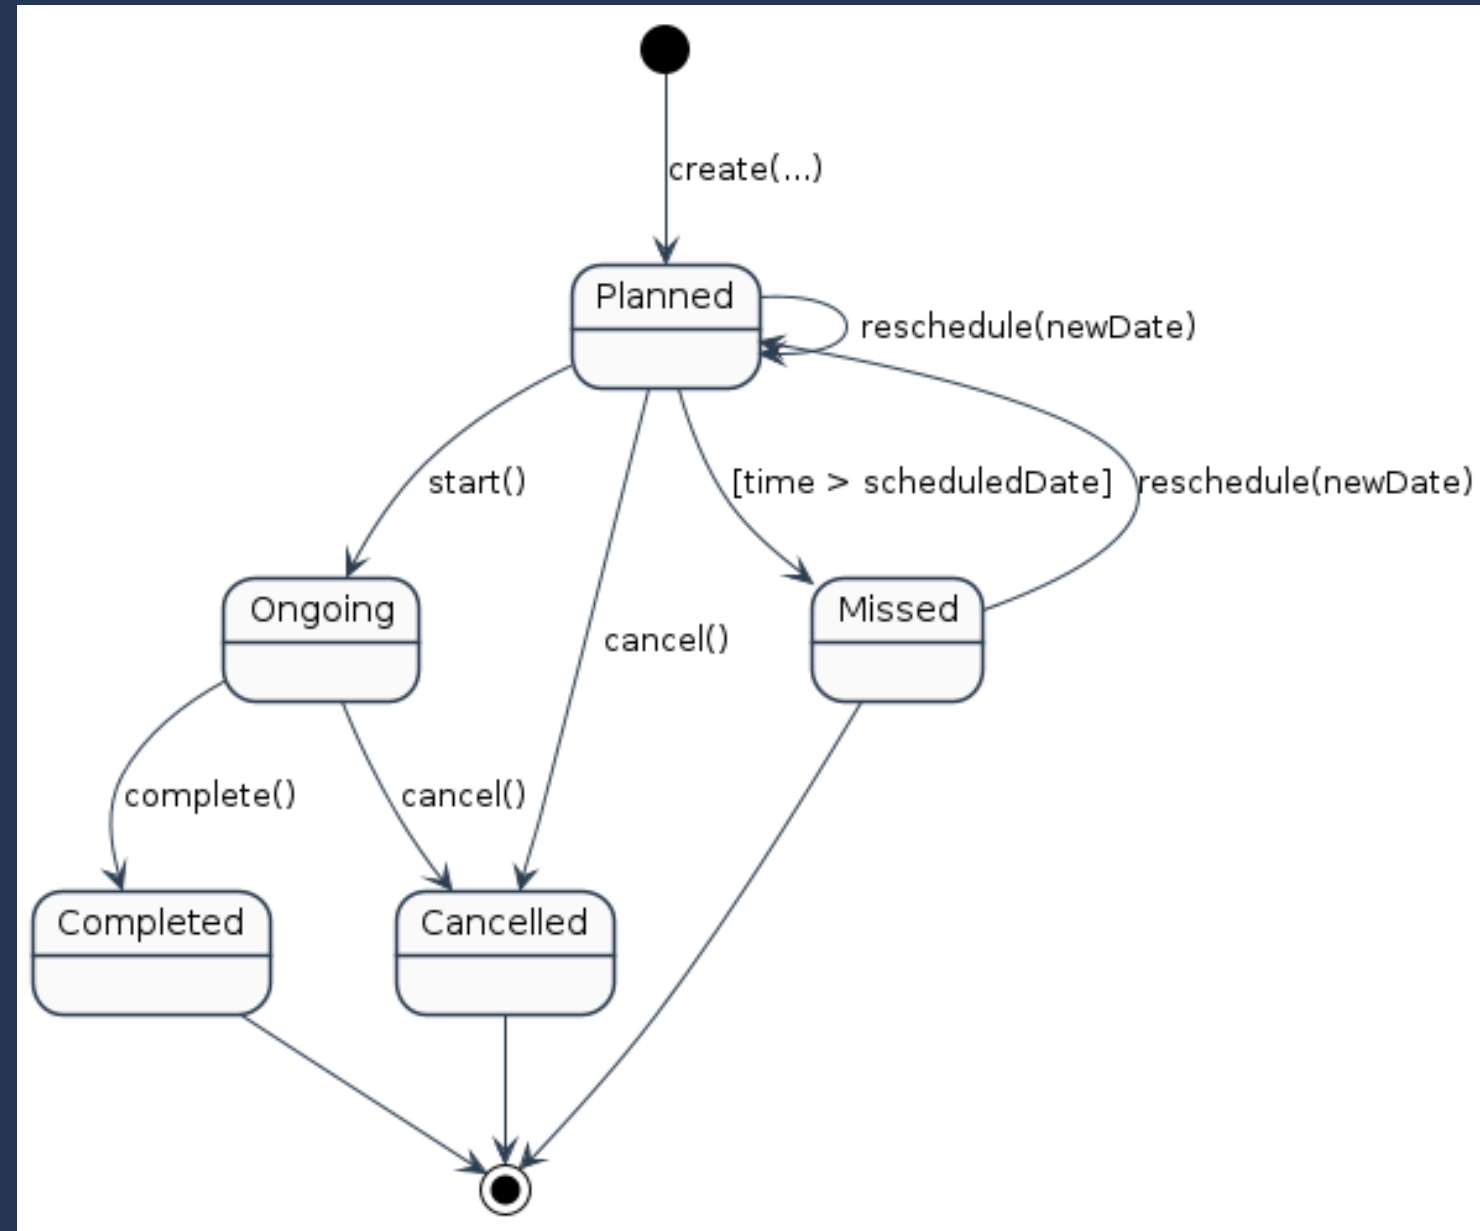 create(...)
Planned
reschedule(newDate)
start()
[time > scheduledDate]
reschedule(newDate)
Ongoing
Missed
cancel()
complete()
cancel()
Completed
Cancelled